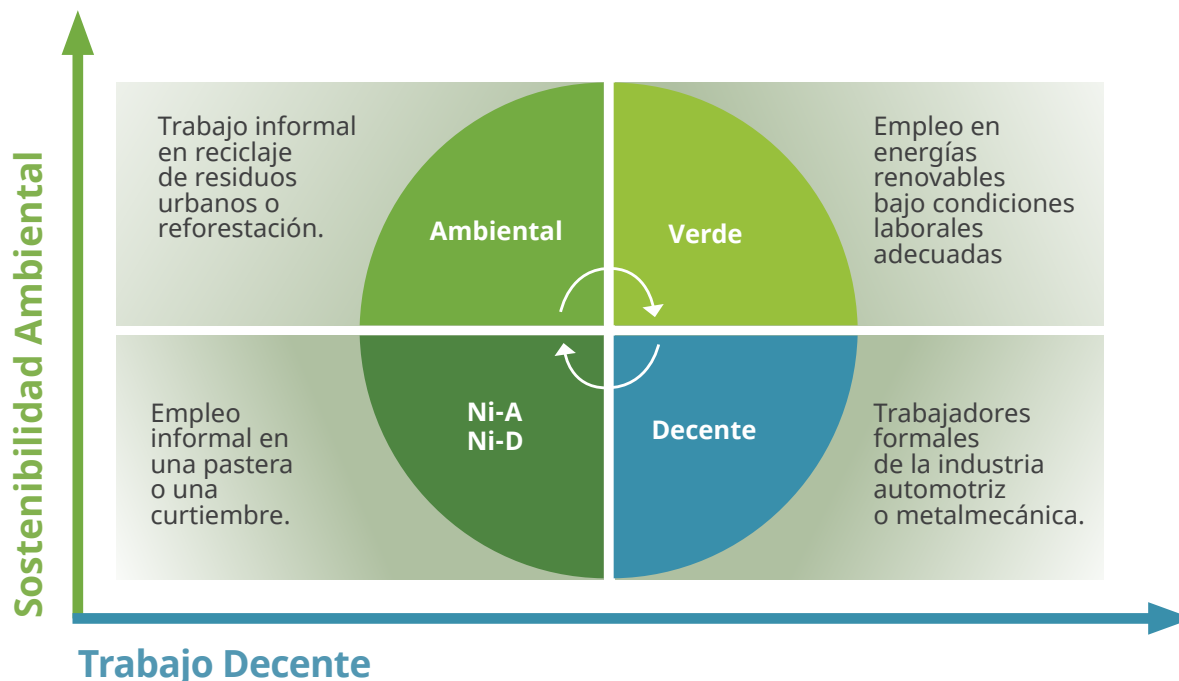 Sostenibilidad Ambiental
Trabajo informal
en reciclaje
de residuos
urbanos o
reforestación.
Ambiental
Verde
Empleo en
energías
renovables
bajo condiciones
laborales
adecuadas
Empleo
informal en
una pastera
o una
curtiembre.
Ni-A
Ni-D
Decente
Trabajadores
formales
de la industria
automotriz
o metalmecánica.
Trabajo Decente